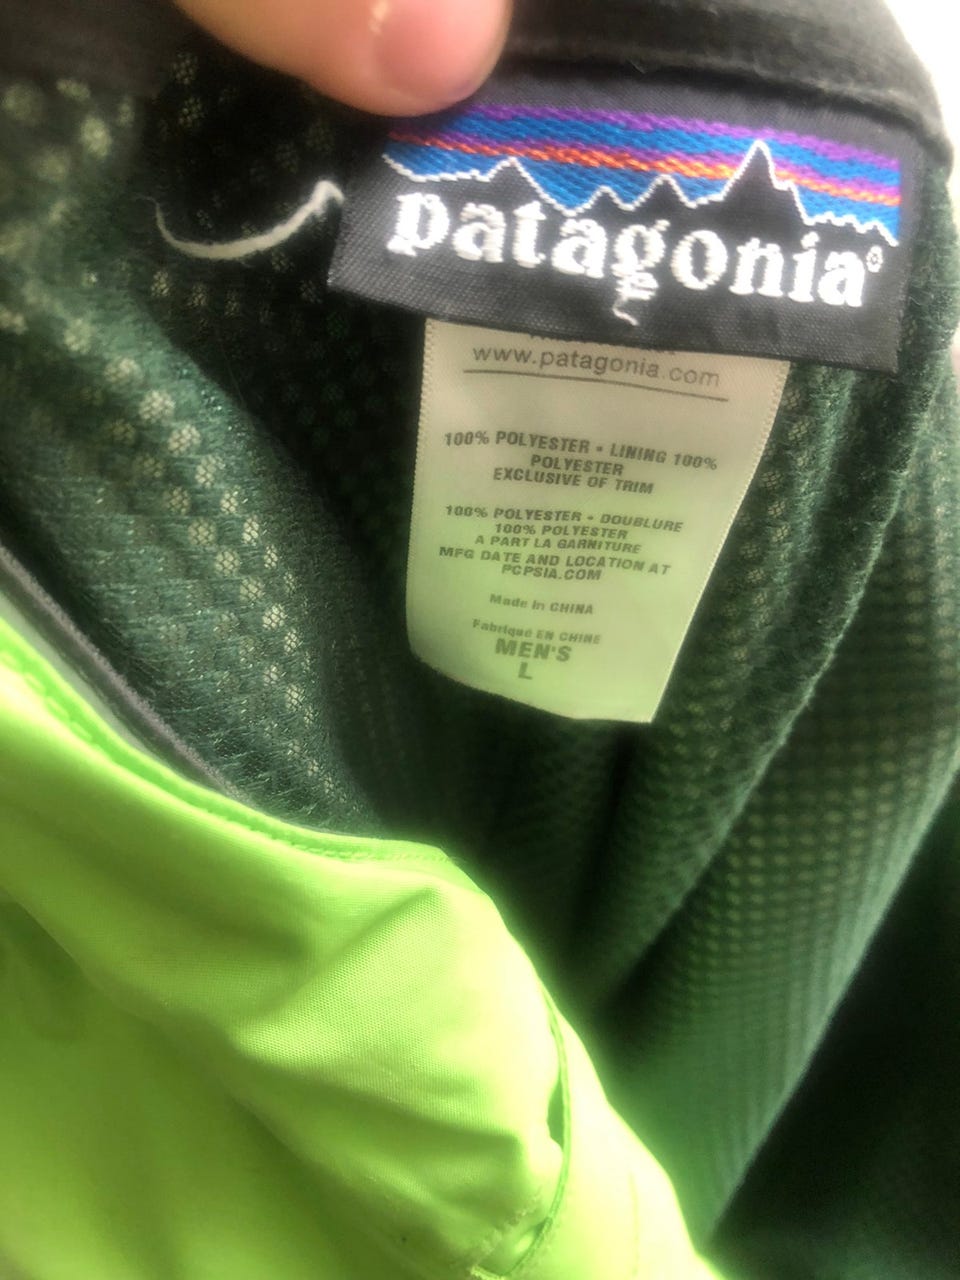 patagonia®
www.patagonia.com
100% POLYESTER • LINING 100%
POLYESTER
EXCLUSIVE OF TRIM
100% POLYESTER • DOUBLURE
100% POLYESTER
A PART LA GARNITURE
MFG DATE AND LOCATION AT
PCPSIA.COM
Made in CHINA
Fabriqué EN CHINE
MEN'S
L